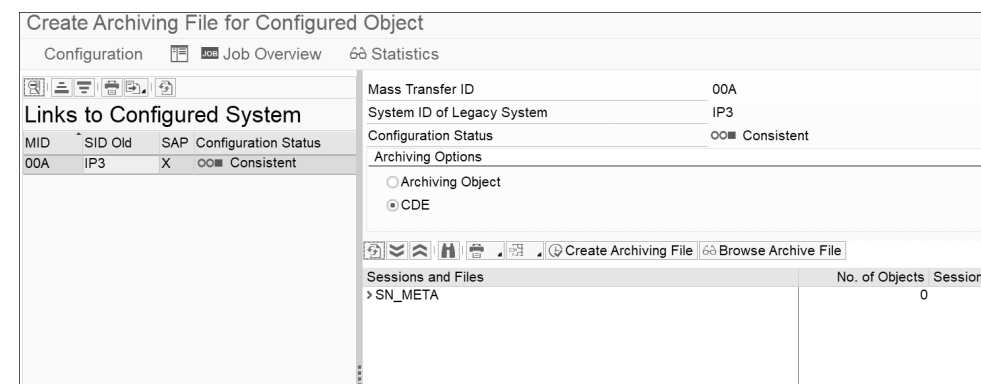 Create Archiving File for Configured Object
Configuration JOB Job Overview Statistics
Links to Configured System
MID SID Old SAP Configuration Status
00A IP3 X Consistent
Mass Transfer ID 00A
System ID of Legacy System IP3
Configuration Status Consistent
Archiving Options
Archiving Object
CDE
Create Archiving File Browse Archive File
Sessions and Files No. of Objects Session
SN_META 0